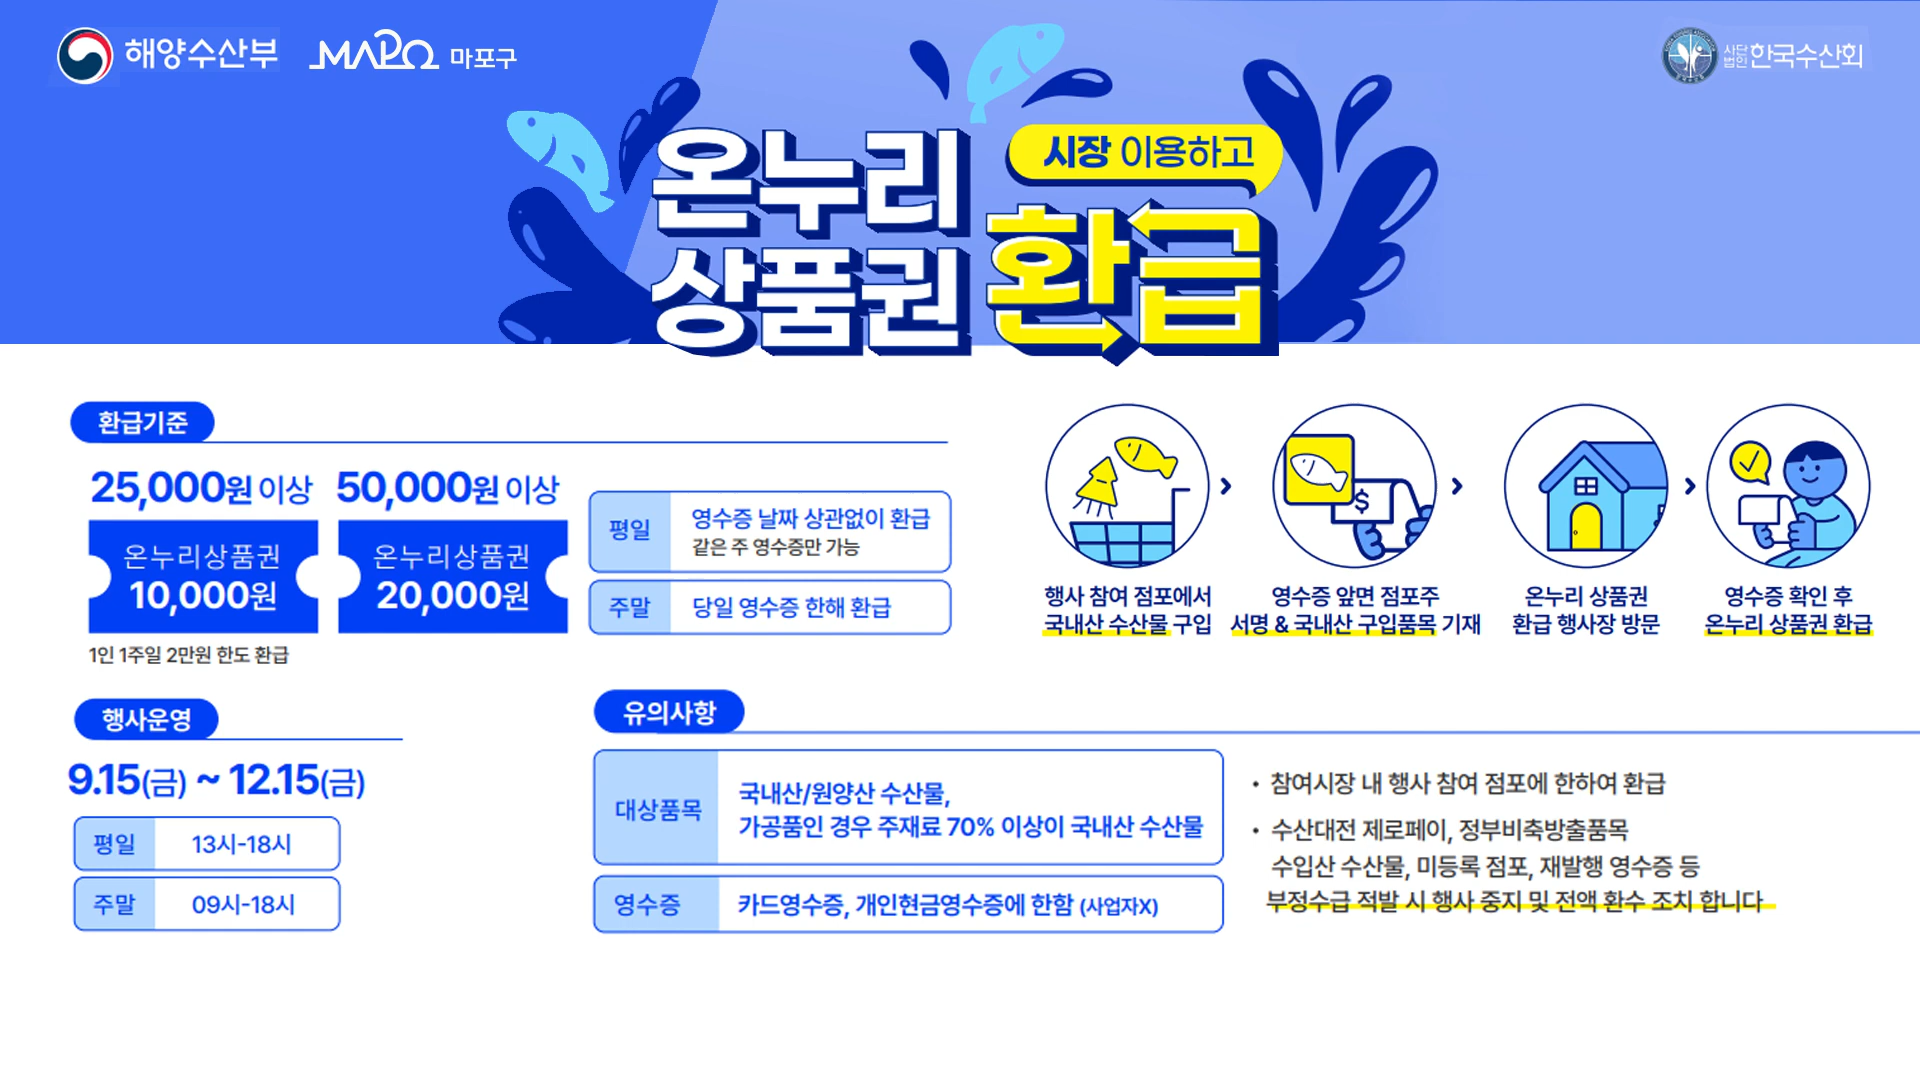 해양수산부
MAPO 마포구
사단법인 한국수산회
시장 이용하고
온누리
상품권
환급
환급기준
25,000원 이상
온누리상품권
10,000원
50,000원 이상
온누리상품권
20,000원
1인 1주일 2만원 한도 환급
평일
영수증 날짜 상관없이 환급
같은 주 영수증만 가능
주말
당일 영수증 한해 환급
$
행사 참여 점포에서
국내산 수산물 구입
영수증 앞면 점포주
서명 & 국내산 구입품목 기재
온누리 상품권
환급 행사장 방문
영수증 확인 후
온누리 상품권 환급
행사운영
9.15(금) ~ 12.15(금)
평일
13시-18시
주말
09시-18시
유의사항
대상품목
국내산/원양산 수산물,
가공품인 경우 주재료 70% 이상이 국내산 수산물
영수증
카드영수증, 개인현금영수증에 한함 (사업자X)
• 참여시장 내 행사 참여 점포에 한하여 환급
• 수산대전 제로페이, 정부비축방출품목
수입산 수산물, 미등록 점포, 재발행 영수증 등
부정수급 적발 시 행사 중지 및 전액 환수 조치 합니다